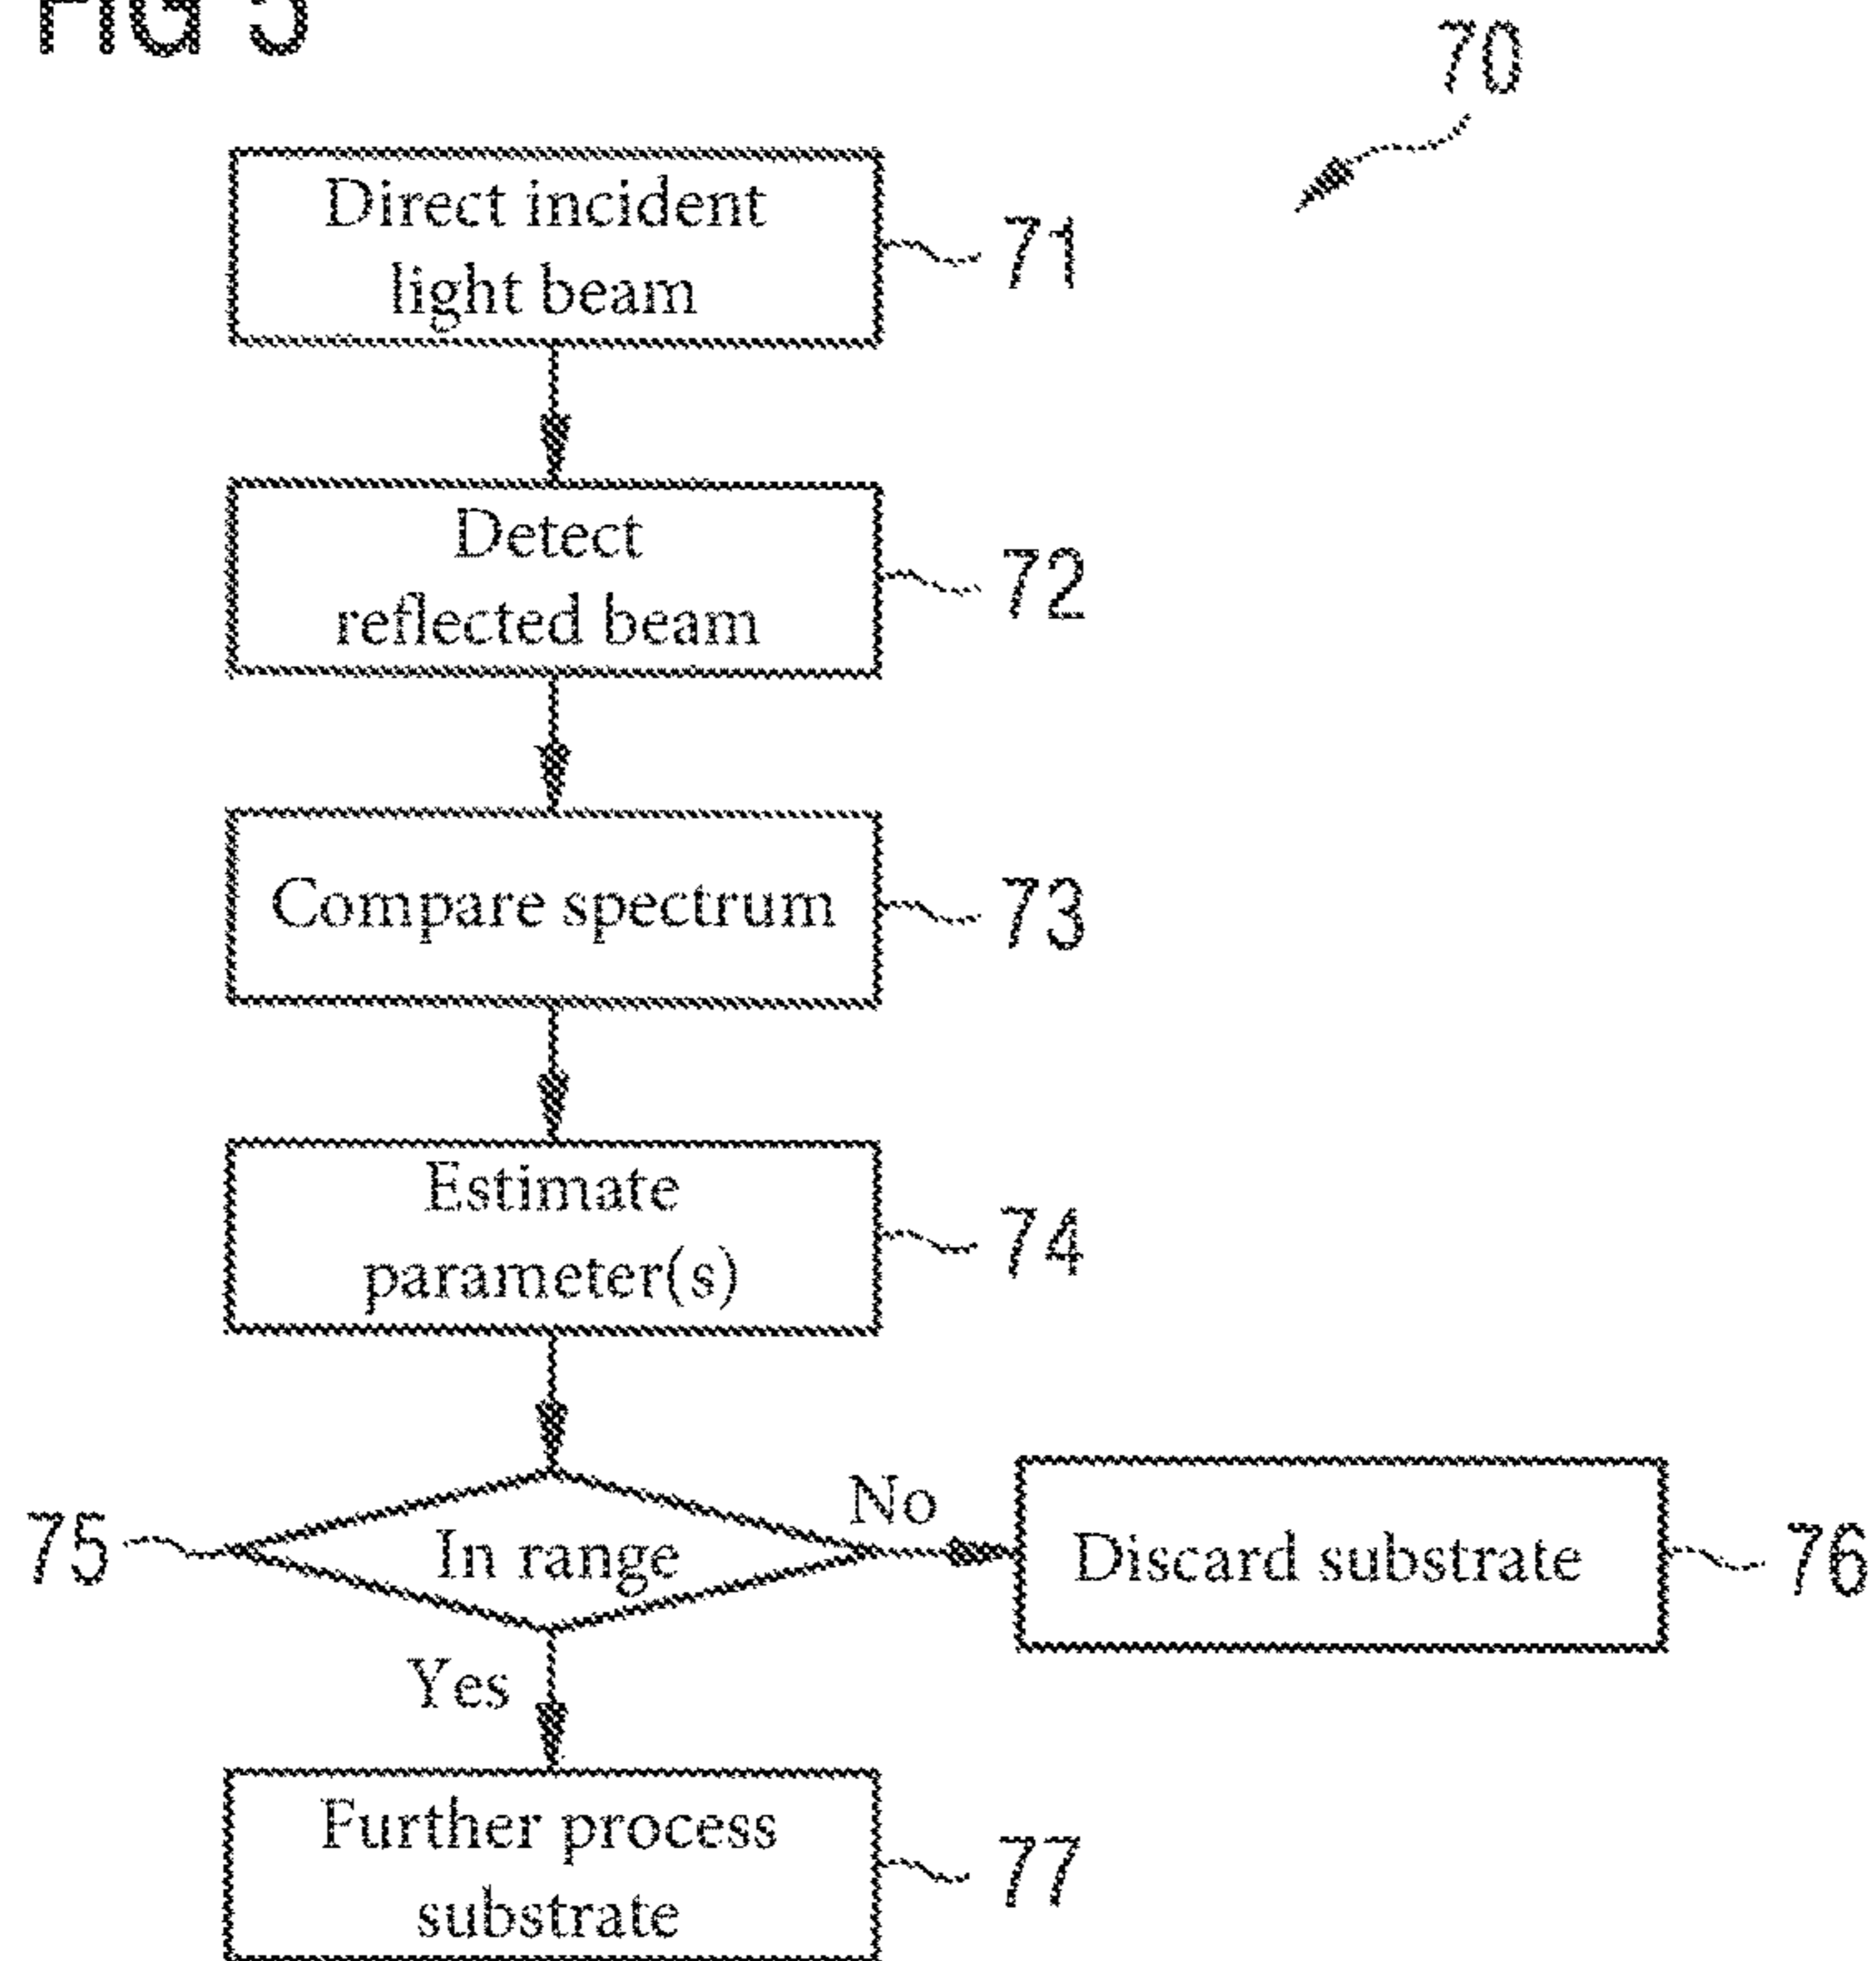 FIG 5
70
Direct incident
light beam
71
Detect
reflected beam
72
Compare spectrum
73
Estimate
parameter(s)
74
75
In range
No
Discard substrate
76
Yes
Further process
substrate
77